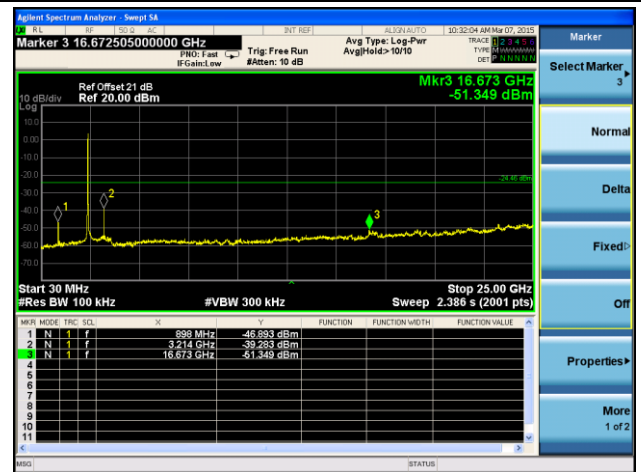 Agilent Spectrum Analyzer - Swept SA
RL RF 50 Ω AC INT REF ALIGNAUTO 10:32:04 AM Mar 07, 2015
Marker 3 16.672505000000 GHz
PNO: Fast
IFGain:Low
Trig: Free Run
#Atten: 10 dB
Avg Type: Log-Pwr
Avg|Hold:>10/10
TRACE 1 2 3 4 5 6
TYPE M
DET P N N N N N
Marker
Select Marker
3
Normal
Delta
Fixed
Off
Properties
More
1 of 2
Mkr3 16.673 GHz
-51.349 dBm
Ref Offset 21 dB
10 dB/div Ref 20.00 dBm
Log
10.0
0.00
-10.0
-20.0
-24.46 dBm
-30.0
-40.0
-50.0
-60.0
-70.0
1
2
3
Start 30 MHz
Stop 25.00 GHz
#Res BW 100 kHz
#VBW 300 kHz
Sweep 2.386 s (2001 pts)
MKR MODE TRC SCL X Y FUNCTION FUNCTION WIDTH FUNCTION VALUE
1 N 1 f 898 MHz -46.893 dBm
2 N 1 f 3.214 GHz -39.283 dBm
3 N 1 f 16.673 GHz -51.349 dBm
4
5
6
7
8
9
10
11
MSG
STATUS